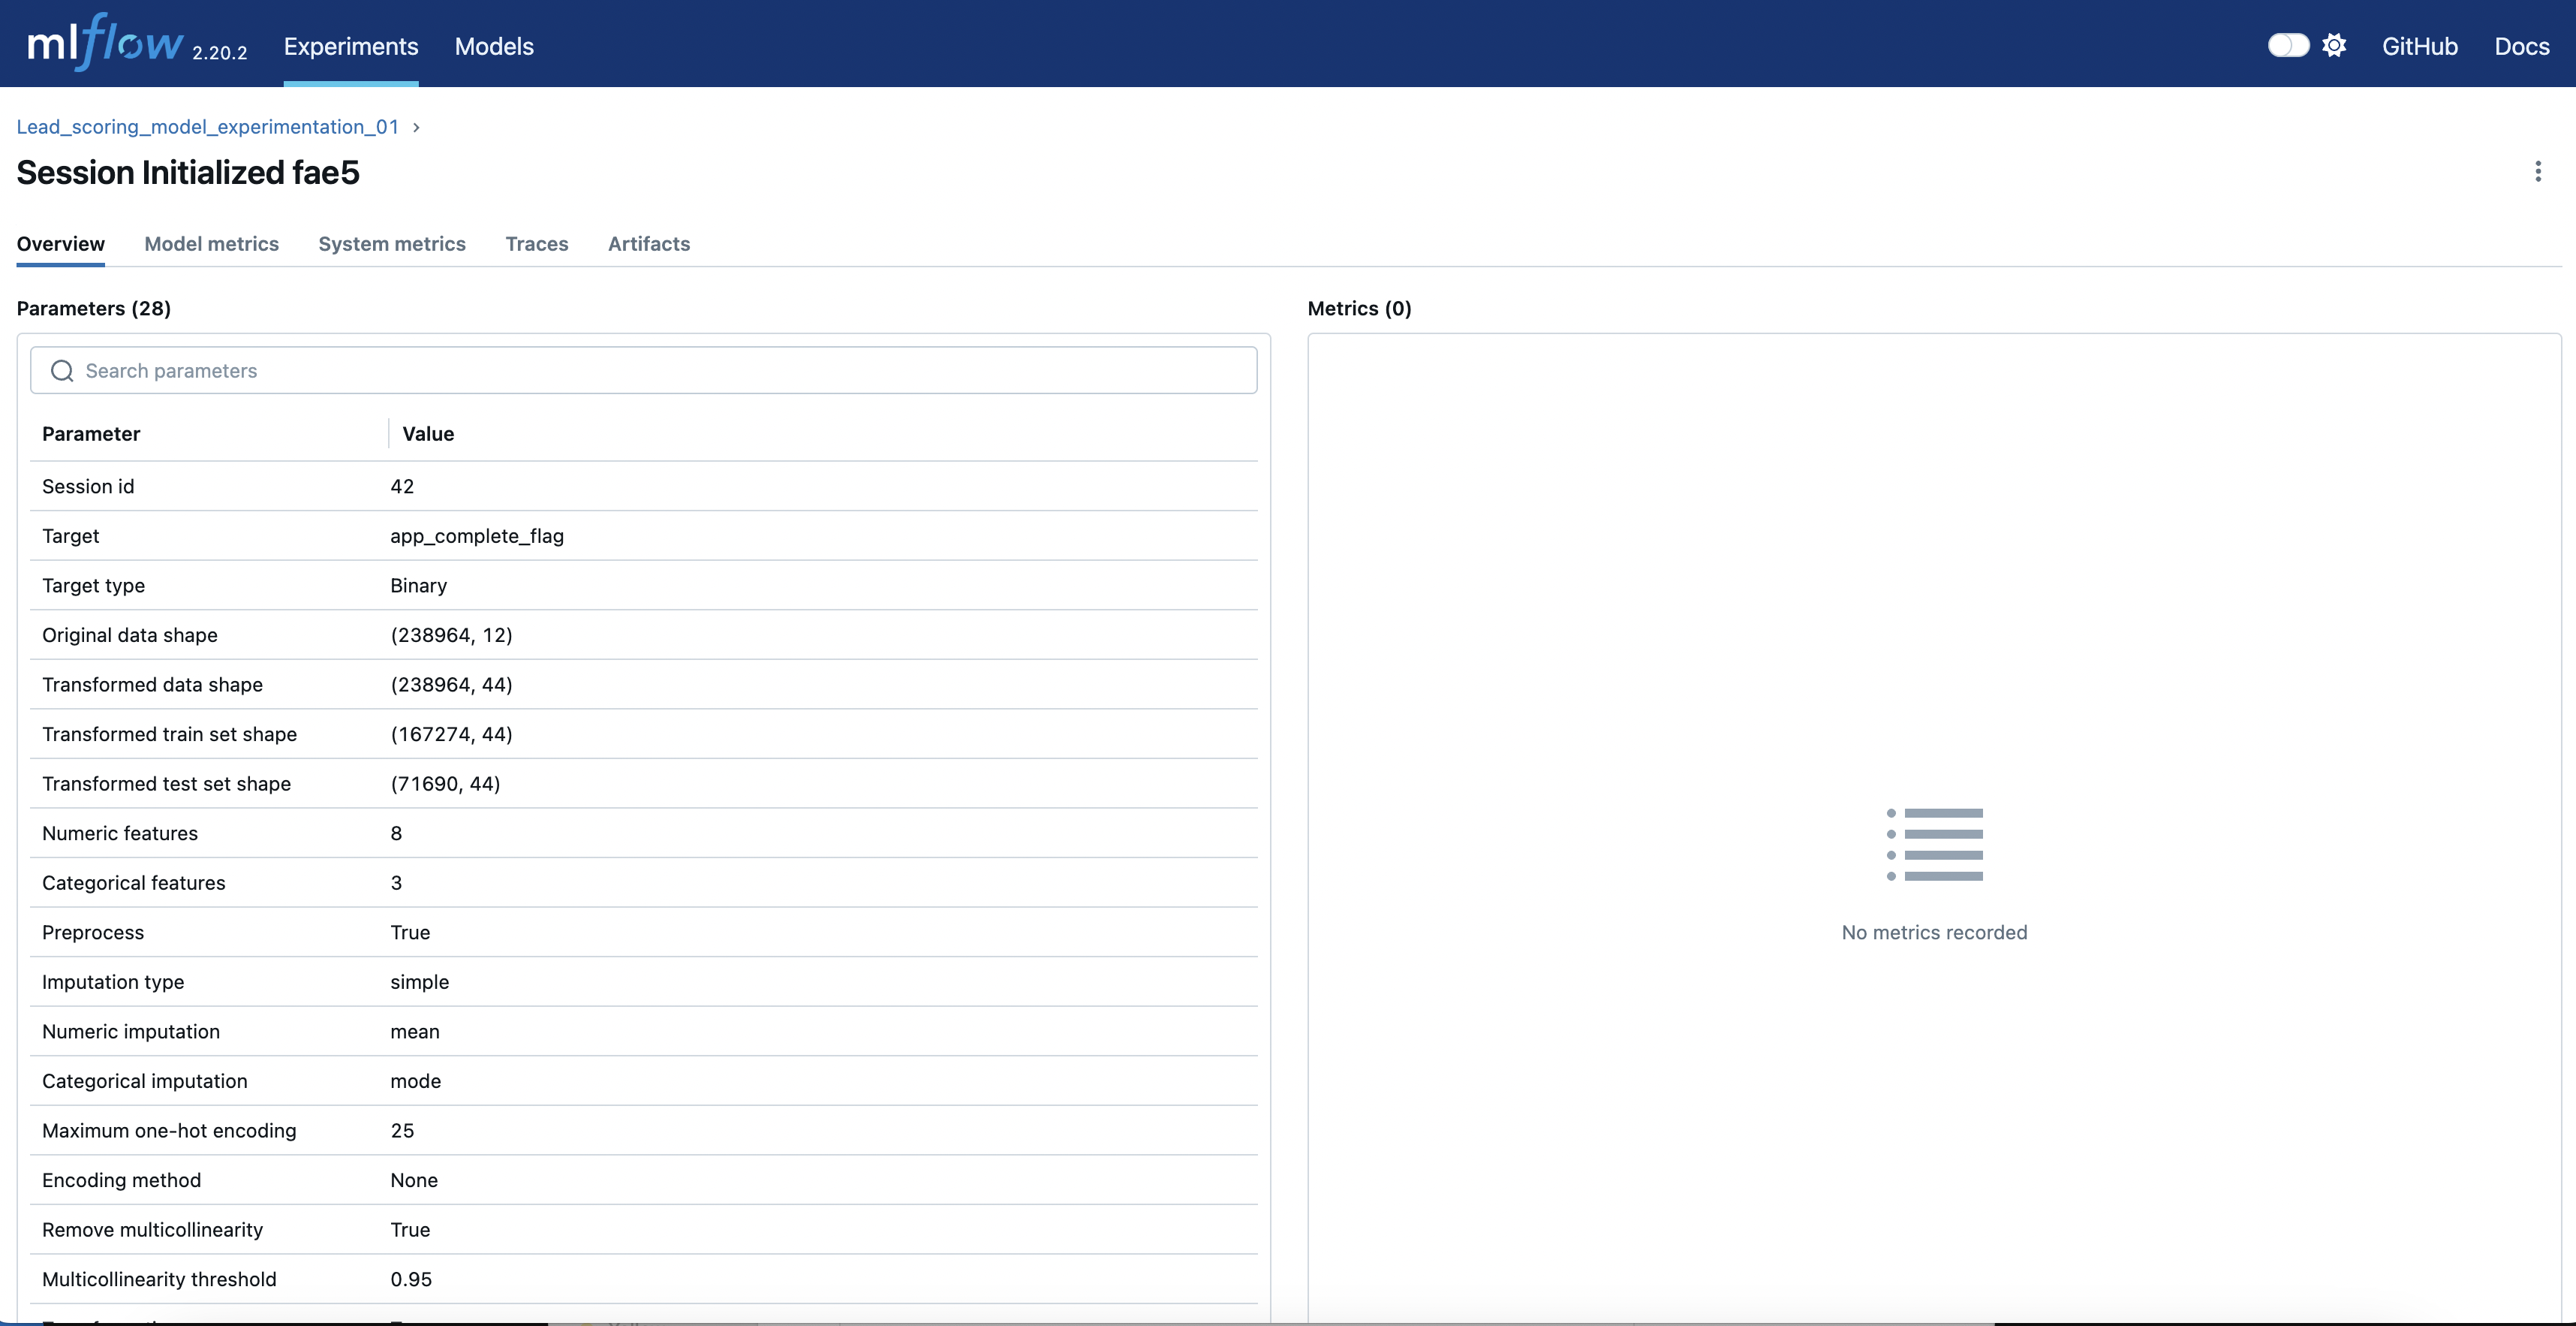 mlflow 2.20.2 Experiments Models GitHub Docs
Lead_scoring_model_experimentation_01 >
Session Initialized fae5
Overview Model metrics System metrics Traces Artifacts
Parameters (28)
Search parameters
Parameter Value
Session id 42
Target app_complete_flag
Target type Binary
Original data shape (238964, 12)
Transformed data shape (238964, 44)
Transformed train set shape (167274, 44)
Transformed test set shape (71690, 44)
Numeric features 8
Categorical features 3
Preprocess True
Imputation type simple
Numeric imputation mean
Categorical imputation mode
Maximum one-hot encoding 25
Encoding method None
Remove multicollinearity True
Multicollinearity threshold 0.95
Metrics (0)
No metrics recorded